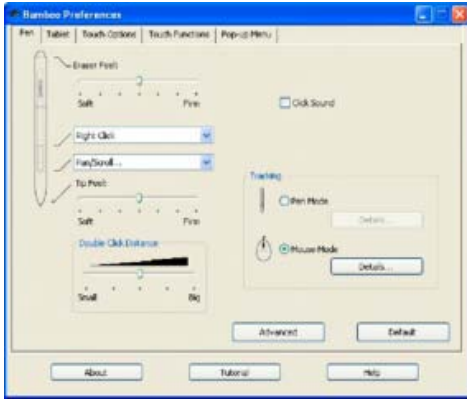 Bamboo Preferences
Pen Tablet Touch Options Touch Functions Pop-up Menu
Eraser Feel:
Soft Firm
Click Sound
Right Click
Pan/Scroll...
Tip Feel:
Soft Firm
Double Click Distance
Small Big
Tracking
Pen Mode
Details...
Mouse Mode
Details...
Advanced Default
About Tutorial Help